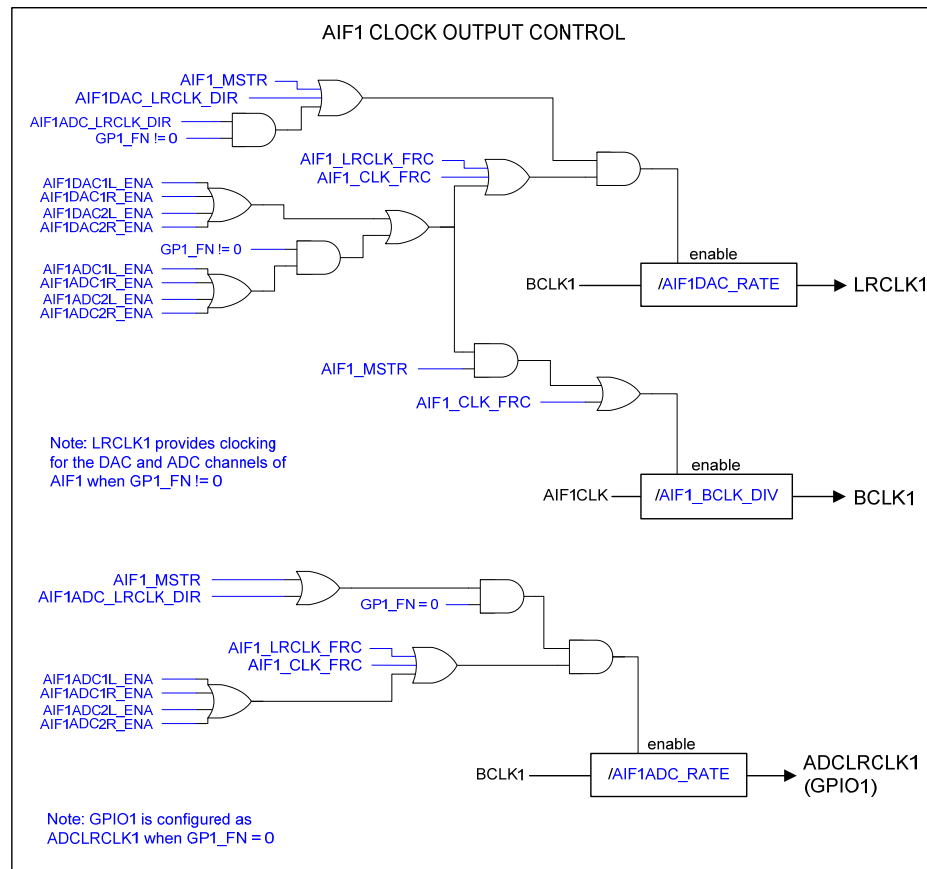 AIF1 CLOCK OUTPUT CONTROL
AIF1_MSTR
AIF1DAC_LRCLK_DIR
AIF1ADC_LRCLK_DIR
GP1_FN != 0
AIF1_LRCLK_FRC
AIF1_CLK_FRC
AIF1DAC1L_ENA
AIF1DAC1R_ENA
AIF1DAC2L_ENA
AIF1DAC2R_ENA
GP1_FN != 0
AIF1ADC1L_ENA
AIF1ADC1R_ENA
AIF1ADC2L_ENA
AIF1ADC2R_ENA
enable
BCLK1
/AIF1DAC_RATE
LRCLK1
AIF1_MSTR
AIF1_CLK_FRC
Note: LRCLK1 provides clocking
for the DAC and ADC channels of
AIF1 when GP1_FN != 0
enable
AIF1CLK
/AIF1_BCLK_DIV
BCLK1
AIF1_MSTR
AIF1ADC_LRCLK_DIR
GP1_FN = 0
AIF1_LRCLK_FRC
AIF1_CLK_FRC
AIF1ADC1L_ENA
AIF1ADC1R_ENA
AIF1ADC2L_ENA
AIF1ADC2R_ENA
enable
BCLK1
/AIF1ADC_RATE
ADCLRCLK1
(GPIO1)
Note: GPIO1 is configured as
ADCLRCLK1 when GP1_FN = 0